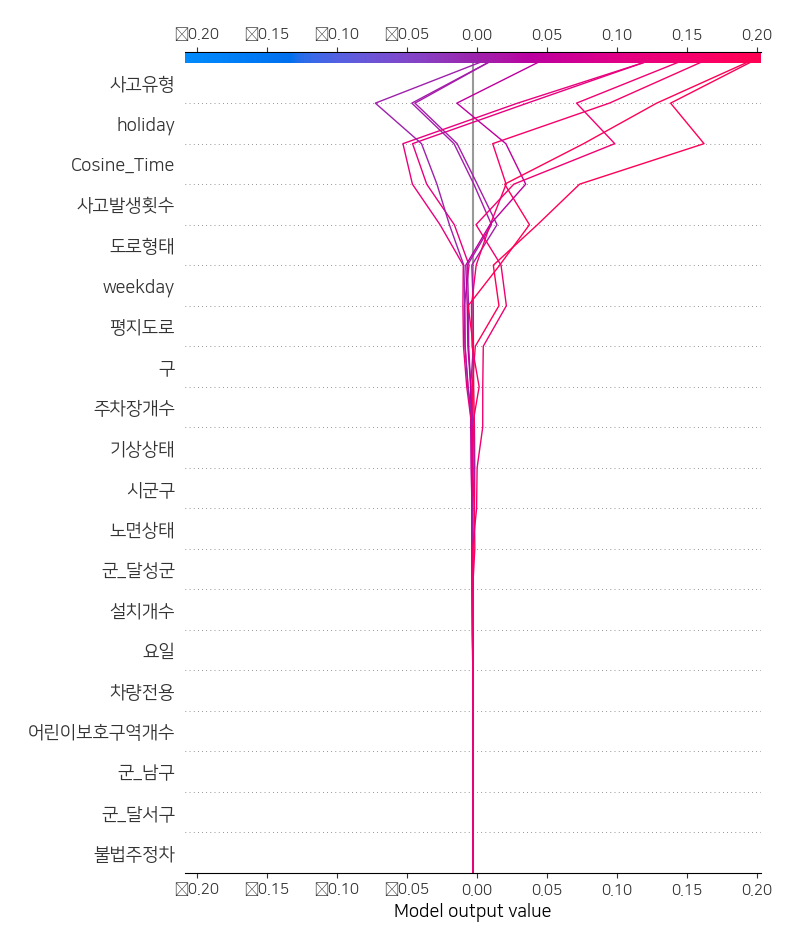 0.20 0.15 0.10 0.05 0.00 0.05 0.10 0.15 0.20
사고유형
holiday
Cosine_Time
사고발생횟수
도로형태
weekday
평지도로
구
주차장개수
기상상태
시군구
노면상태
군_달성군
설치개수
요일
차량전용
어린이보호구역개수
군_남구
군_달서구
불법주정차
0.20 0.15 0.10 0.05 0.00 0.05 0.10 0.15 0.20
Model output value